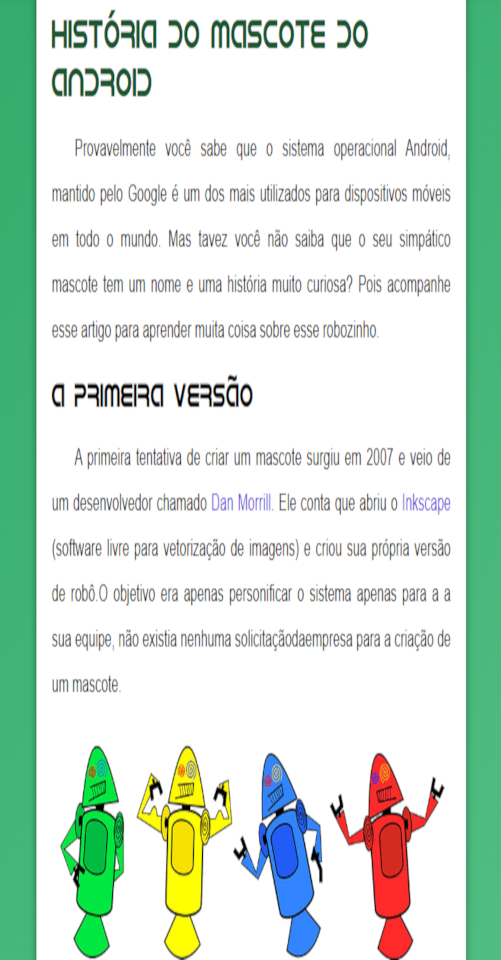 História do Mascote do
Android
Provavelmente você sabe que o sistema operacional Android,
mantido pelo Google é um dos mais utilizados para dispositivos móveis
em todo o mundo. Mas tavez você não saiba que o seu simpático
mascote tem um nome e uma história muito curiosa? Pois acompanhe
esse artigo para aprender muita coisa sobre esse robozinho.
A primeira versão
A primeira tentativa de criar um mascote surgiu em 2007 e veio de
um desenvolvedor chamado Dan Morrill. Ele conta que abriu o Inkscape
(software livre para vetorização de imagens) e criou sua própria versão
de robô.O objetivo era apenas personificar o sistema apenas para a a
sua equipe, não existia nenhuma solicitaçãodaempresa para a criação de
um mascote.